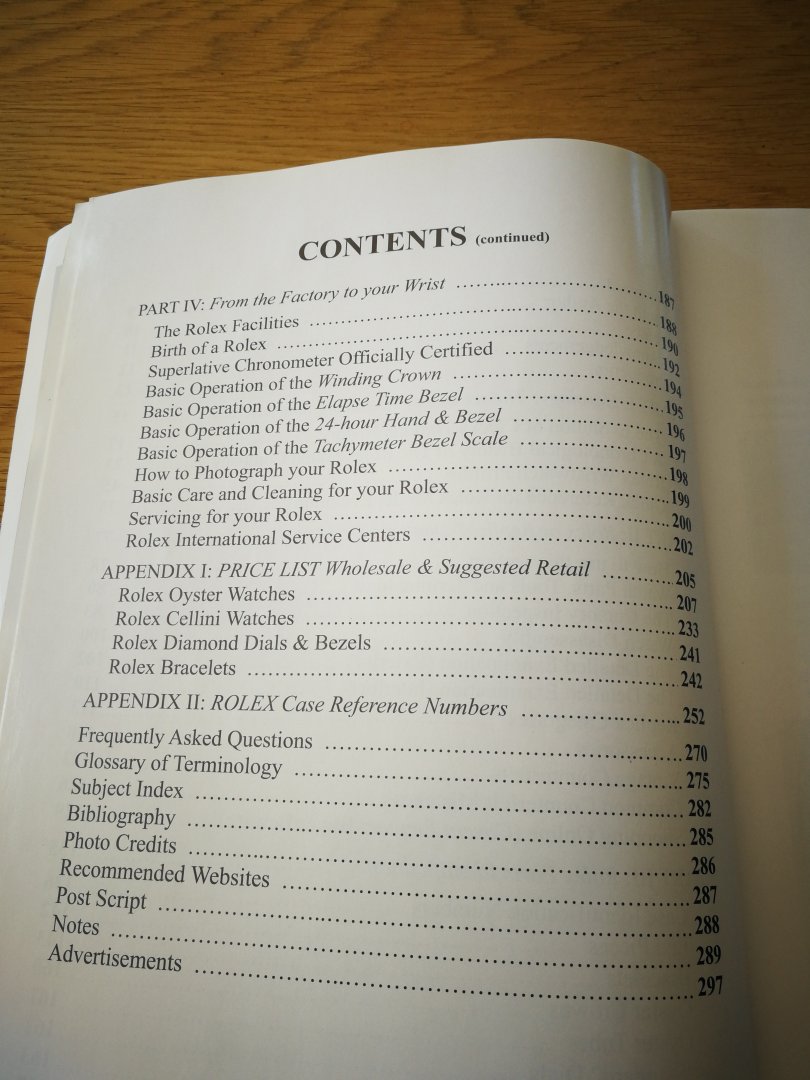 CONTENTS (continued)
PART IV: From the Factory to your Wrist ........................................ 187
The Rolex Facilities ........................................ 188
Birth of a Rolex ........................................ 190
Superlative Chronometer Officially Certified ........................................ 192
Basic Operation of the Winding Crown ........................................ 194
Basic Operation of the Elapse Time Bezel ........................................ 195
Basic Operation of the 24-hour Hand & Bezel ........................................ 196
Basic Operation of the Tachymeter Bezel Scale ........................................ 197
How to Photograph your Rolex ........................................ 198
Basic Care and Cleaning for your Rolex ........................................ 199
Servicing for your Rolex ........................................ 200
Rolex International Service Centers ........................................ 202
APPENDIX I: PRICE LIST Wholesale & Suggested Retail .............. 205
Rolex Oyster Watches ........................................ 207
Rolex Cellini Watches ........................................ 233
Rolex Diamond Dials & Bezels ........................................ 241
Rolex Bracelets ........................................ 242
APPENDIX II: ROLEX Case Reference Numbers ........................ 252
Frequently Asked Questions ........................................ 270
Glossary of Terminology ........................................ 275
Subject Index ........................................ 282
Bibliography ........................................ 285
Photo Credits ........................................ 286
Recommended Websites ........................................ 287
Post Script ........................................ 288
Notes ........................................ 289
Advertisements ........................................ 297